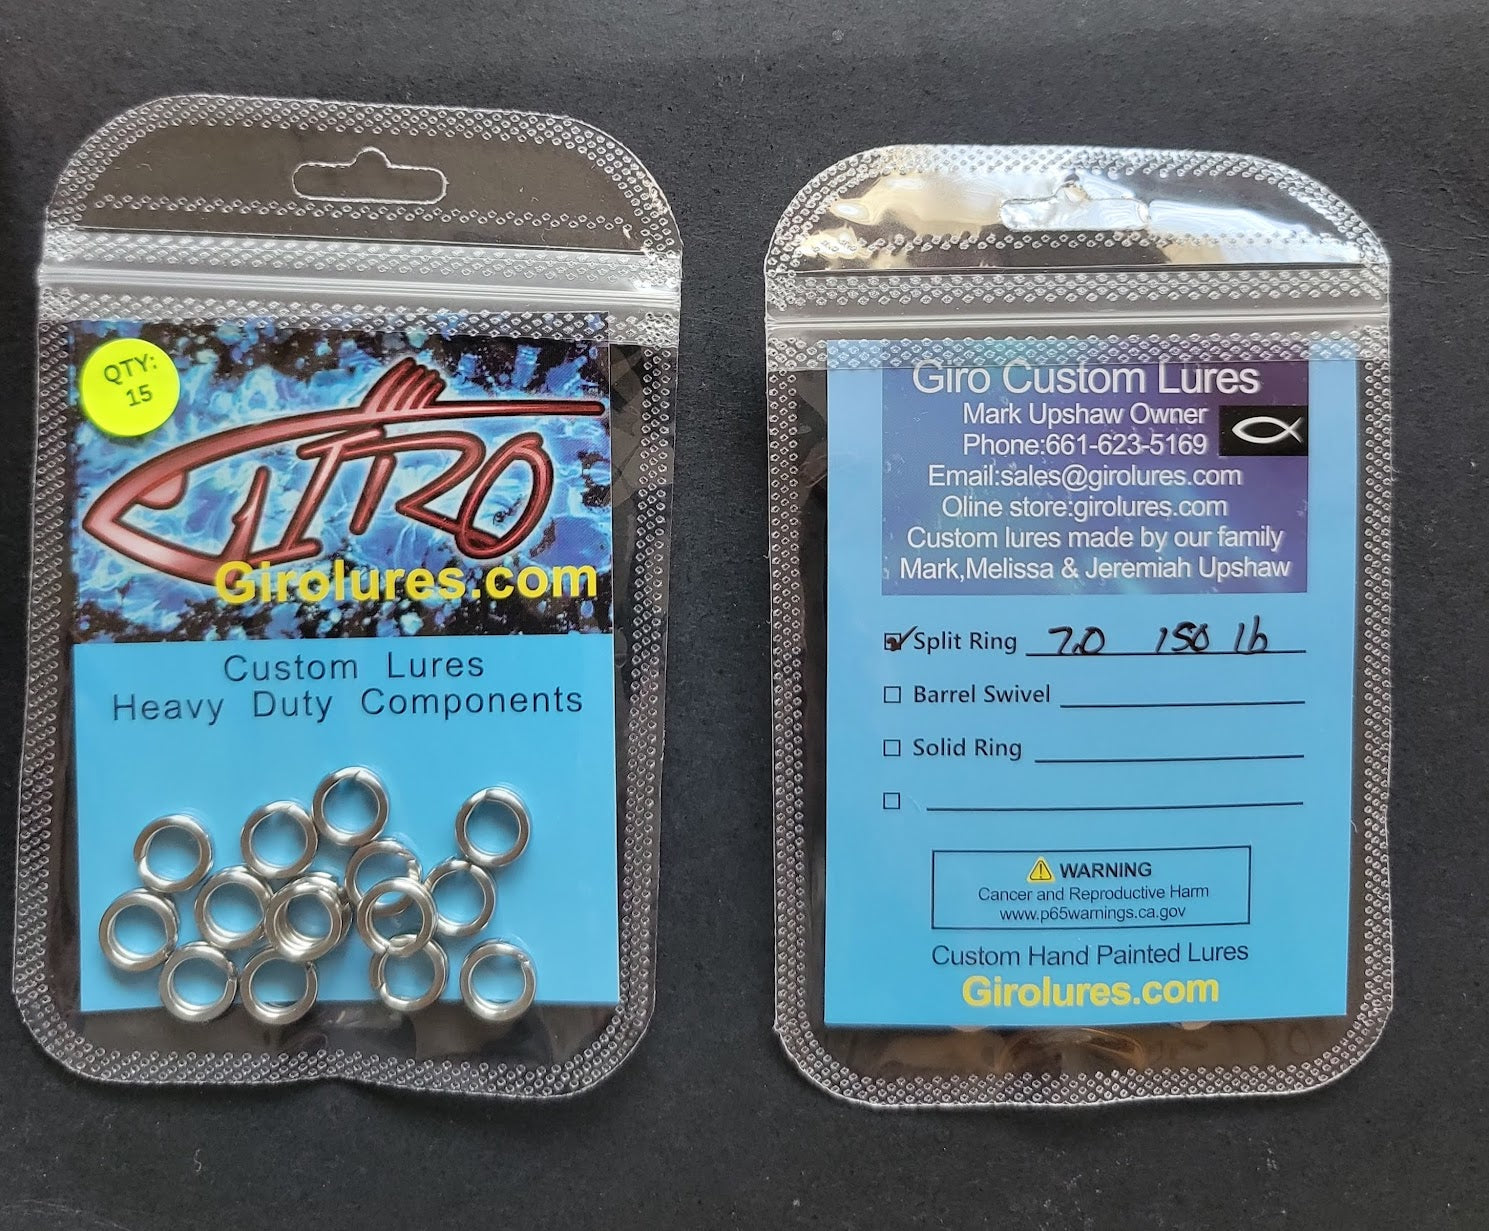 QTY:
15
GIRO
Girolures.com
Custom Lures
Heavy Duty Components
Giro Custom Lures
Mark Upshaw Owner
Phone:661-623-5169
Email:sales@girolures.com
Oline store:girolures.com
Custom lures made by our family
Mark,Melissa & Jeremiah Upshaw
Split Ring 7.0 150 lb
Barrel Swivel
Solid Ring
WARNING
Cancer and Reproductive Harm
www.p65warnings.ca.gov
Custom Hand Painted Lures
Girolures.com